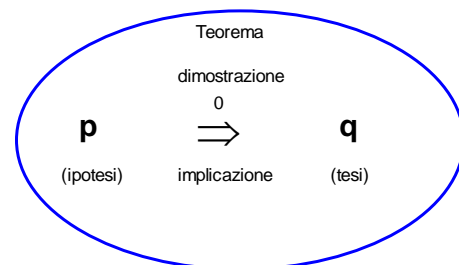 Teorema
dimostrazione
0
p ⇒ q
(ipotesi) implicazione (tesi)